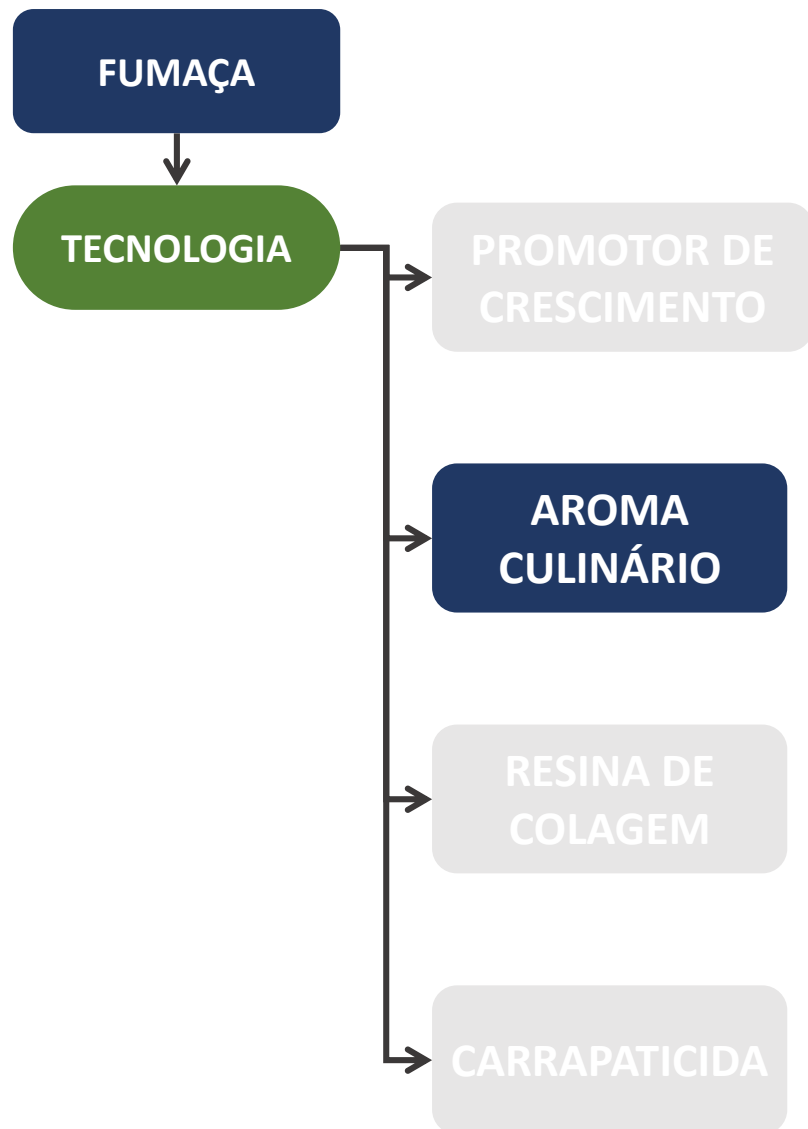 FUMAÇA
TECNOLOGIA
PROMOTOR DE
CRESCIMENTO
AROMA
CULINÁRIO
RESINA DE
COLAGEM
CARRAPATICIDA